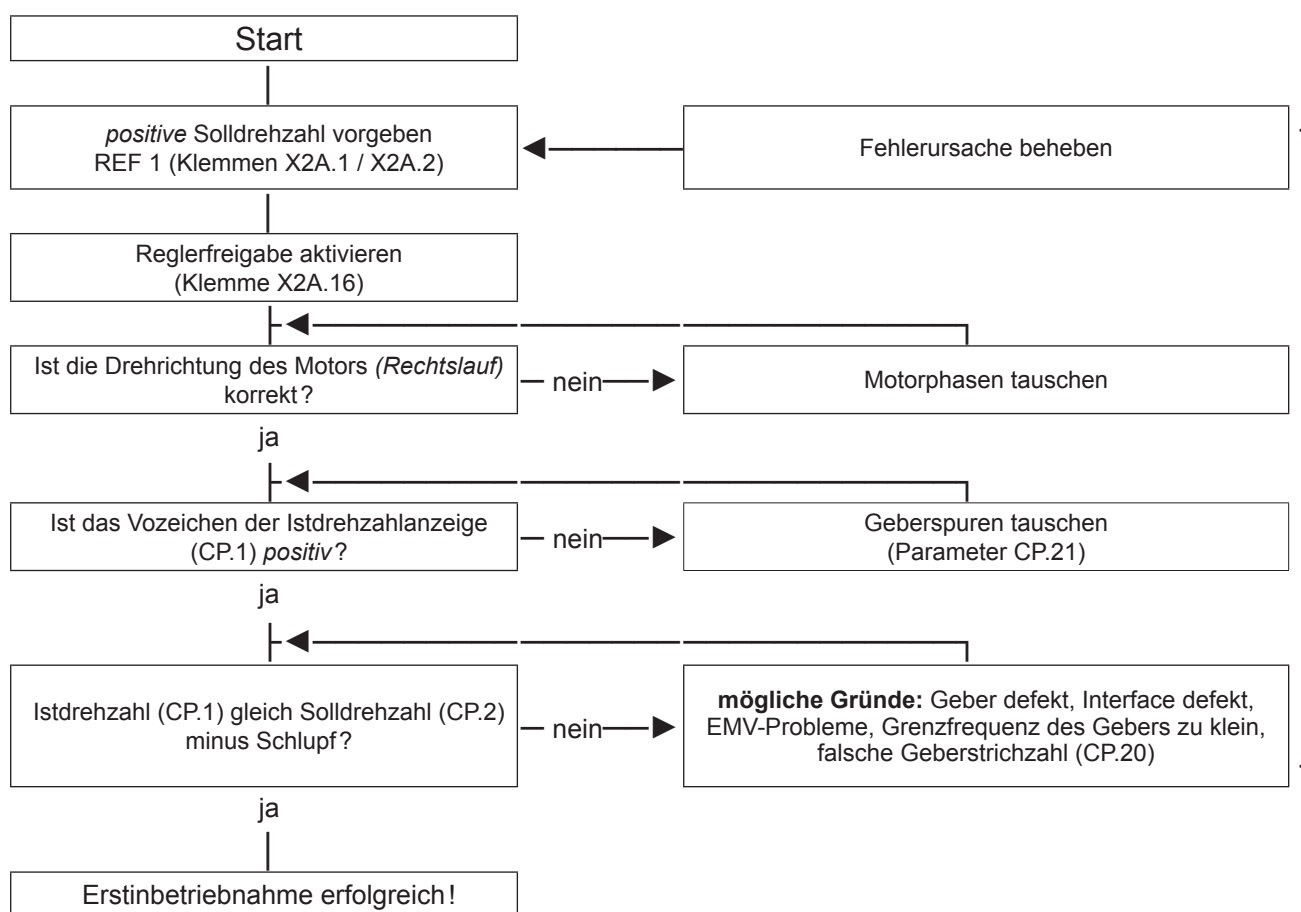 Start
positive Solldrehzahl vorgeben
REF 1 (Klemmen X2A.1 / X2A.2)
Fehlerursache beheben
Reglerfreigabe aktivieren
(Klemme X2A.16)
Ist die Drehrichtung des Motors (Rechtslauf)
korrekt?
nein
Motorphasen tauschen
ja
Ist das Vozeichen der Istdrehzahlanzeige
(CP.1) positiv?
nein
Geberspuren tauschen
(Parameter CP.21)
ja
Istdrehzahl (CP.1) gleich Solldrehzahl (CP.2)
minus Schlupf?
nein
mögliche Gründe: Geber defekt, Interface defekt,
EMV-Probleme, Grenzfrequenz des Gebers zu klein,
falsche Geberstrichzahl (CP.20)
ja
Erstinbetriebnahme erfolgreich!